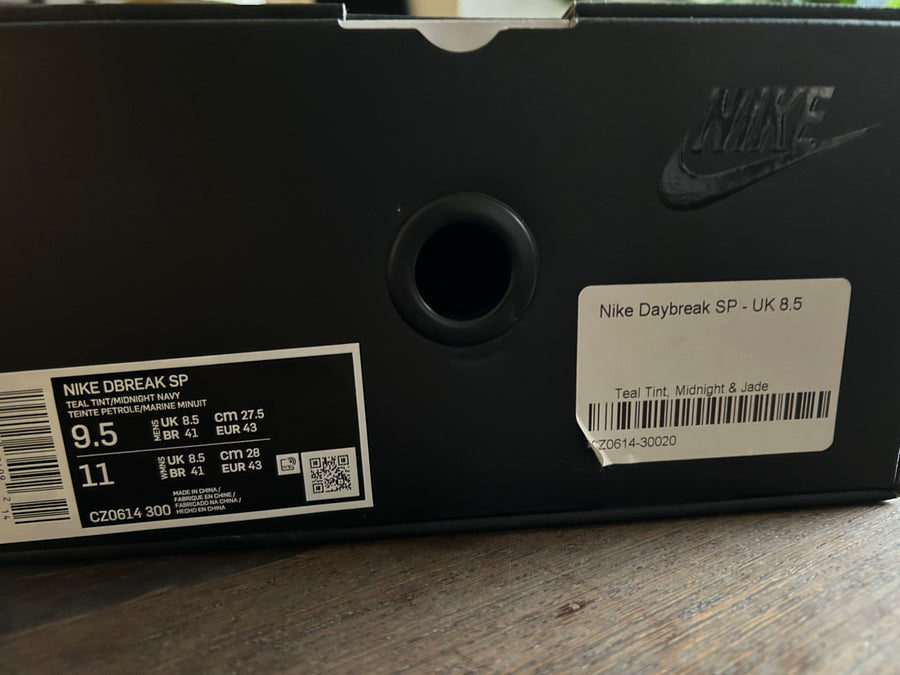 NIKE
NIKE DBREAK SP
TEAL TINT/MIDNIGHT NAVY
TEINTE PETROLE/MARINE MINUIT
9.5 MENS UK 8.5 cm 27.5
BR 41 EUR 43
11 WMNS UK 8.5 cm 28
BR 41 EUR 43
MADE IN CHINA /
FABRIQUE EN CHINE /
FABRICADO NA CHINA /
HECHO EN CHINA
CZ0614 300
Nike Daybreak SP - UK 8.5
Teal Tint, Midnight & Jade
CZ0614-30020